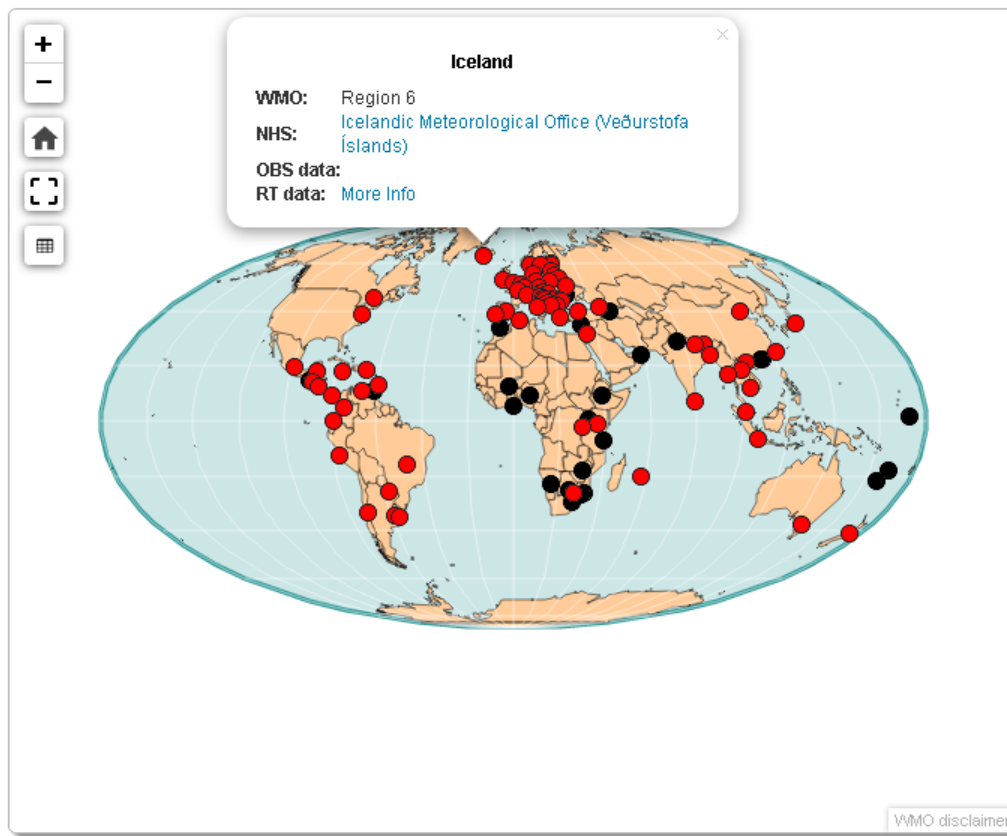 +
−
×
Iceland
WMO: Region 6
NHS: Icelandic Meteorological Office (Veðurstofa
Íslands)
OBS data:
RT data: More Info
WMO disclaimer